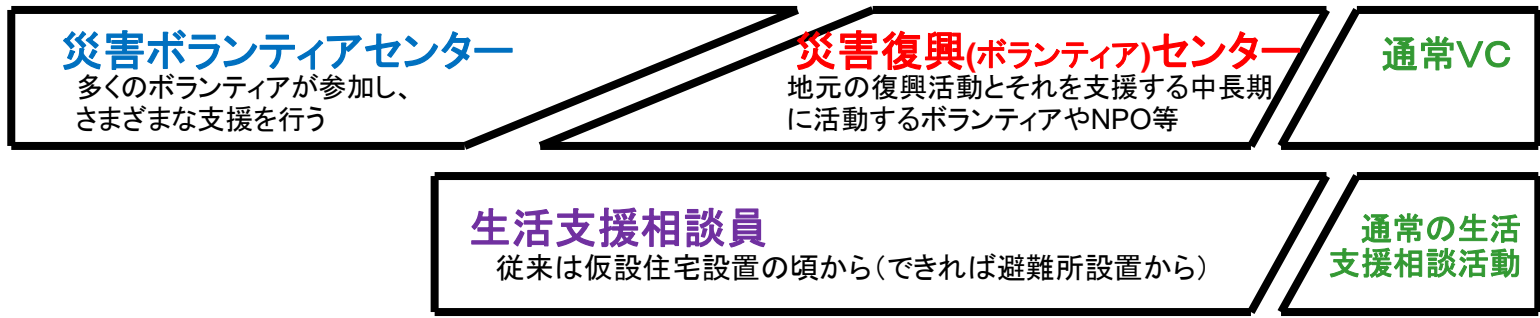 災害ボランティアセンター
多くのボランティアが参加し、
さまざまな支援を行う
災害復興(ボランティア)センター
地元の復興活動とそれを支援する中長期
に活動するボランティアやNPO等
通常VC
生活支援相談員
従来は仮設住宅設置の頃から(できれば避難所設置から)
通常の生活
支援相談活動